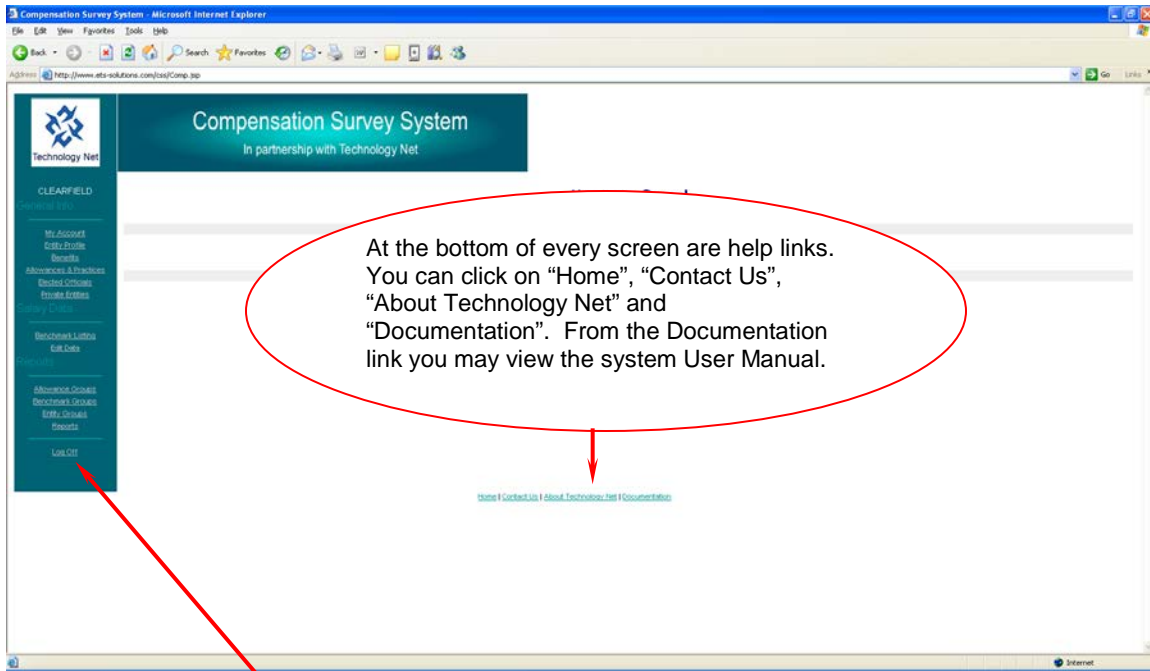 Compensation Survey System - Microsoft Internet Explorer
File Edit View Favorites Tools Help
Back Search Favorites
Address http://www.ets-solutions.com/css/Comp.jsp Go Links
Technology Net
Compensation Survey System
In partnership with Technology Net
CLEARFIELD
General Info
My Account
Entity Profile
Benefits
Allowances & Practices
Elected Officials
Private Entities
Salary Data
Benchmark Listing
Edit Data
Reports
Allowance Groups
Benchmark Groups
Entity Groups
Reports
Log Off
At the bottom of every screen are help links.
You can click on “Home”, “Contact Us”,
“About Technology Net” and
“Documentation”. From the Documentation
link you may view the system User Manual.
Home | Contact Us | About Technology Net | Documentation
Internet